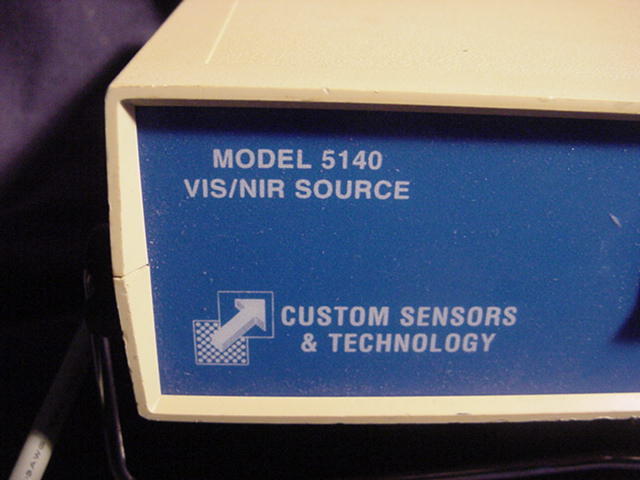 MODEL 5140
VIS/NIR SOURCE
CUSTOM SENSORS
& TECHNOLOGY